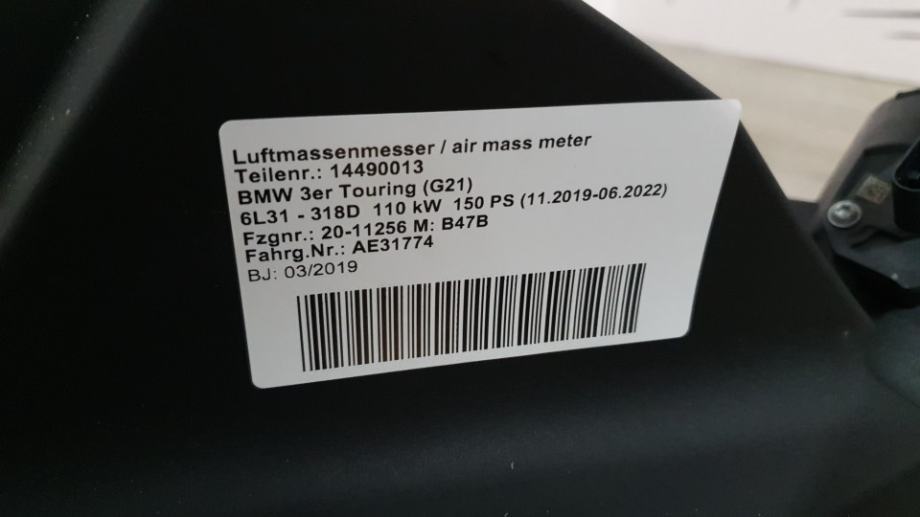 Luftmassenmesser / air mass meter
Teilenr.: 14490013
BMW 3er Touring (G21)
6L31 - 318D 110 kW 150 PS (11.2019-06.2022)
Fzgnr.: 20-11256 M: B47B
Fahrg.Nr.: AE31774
BJ: 03/2019